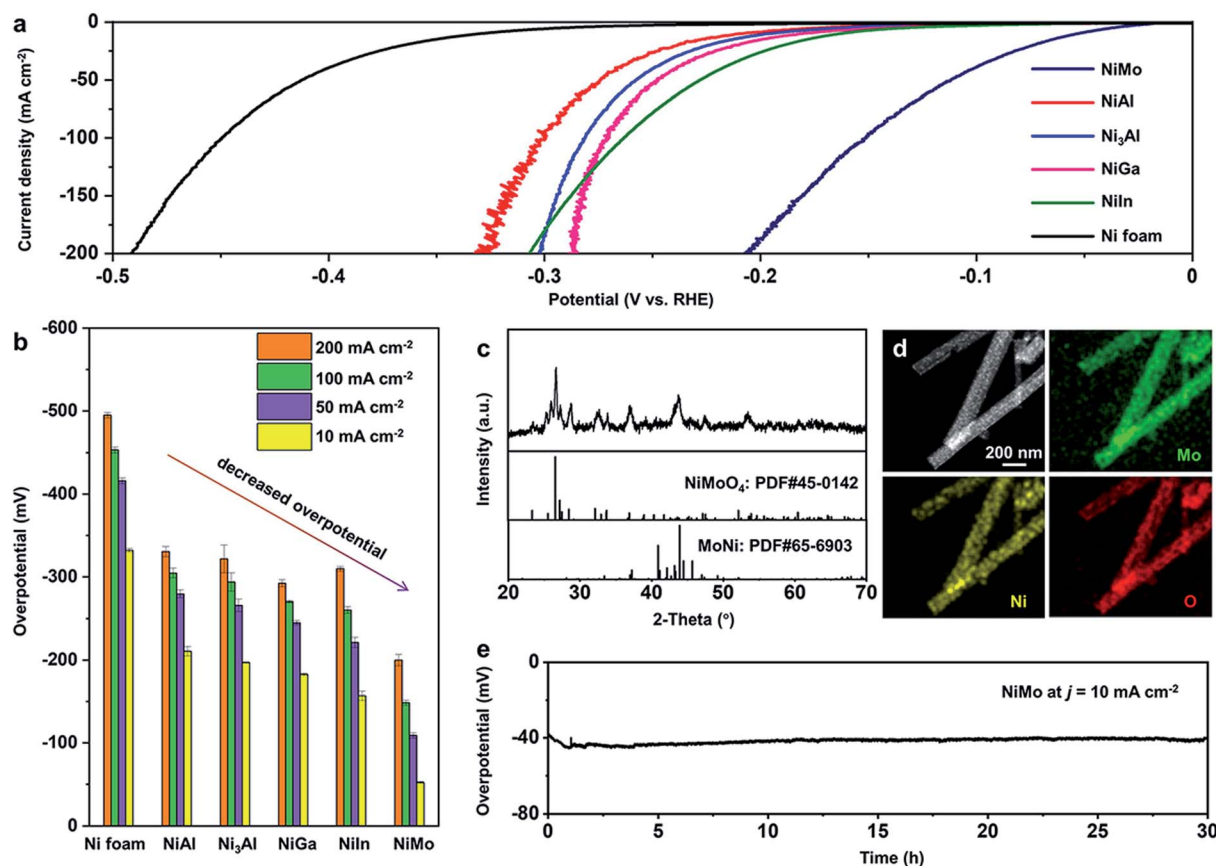 a
0
-50
-100
-150
-200
Current density (mA cm⁻²)
-0.5
-0.4
-0.3
-0.2
-0.1
0
Potential (V vs. RHE)
NiMo
NiAl
Ni₃Al
NiGa
NiIn
Ni foam
b
-600
-500
-400
-300
-200
-100
0
Overpotential (mV)
200 mA cm⁻²
100 mA cm⁻²
50 mA cm⁻²
10 mA cm⁻²
decreased overpotential
Ni foam
NiAl
Ni₃Al
NiGa
NiIn
NiMo
c
Intensity (a.u.)
NiMoO₄: PDF#45-0142
MoNi: PDF#65-6903
20
30
40
50
60
70
2-Theta (°)
d
200 nm
Mo
Ni
O
e
0
-40
-80
Overpotential (mV)
NiMo at j = 10 mA cm⁻²
0
5
10
15
20
25
30
Time (h)